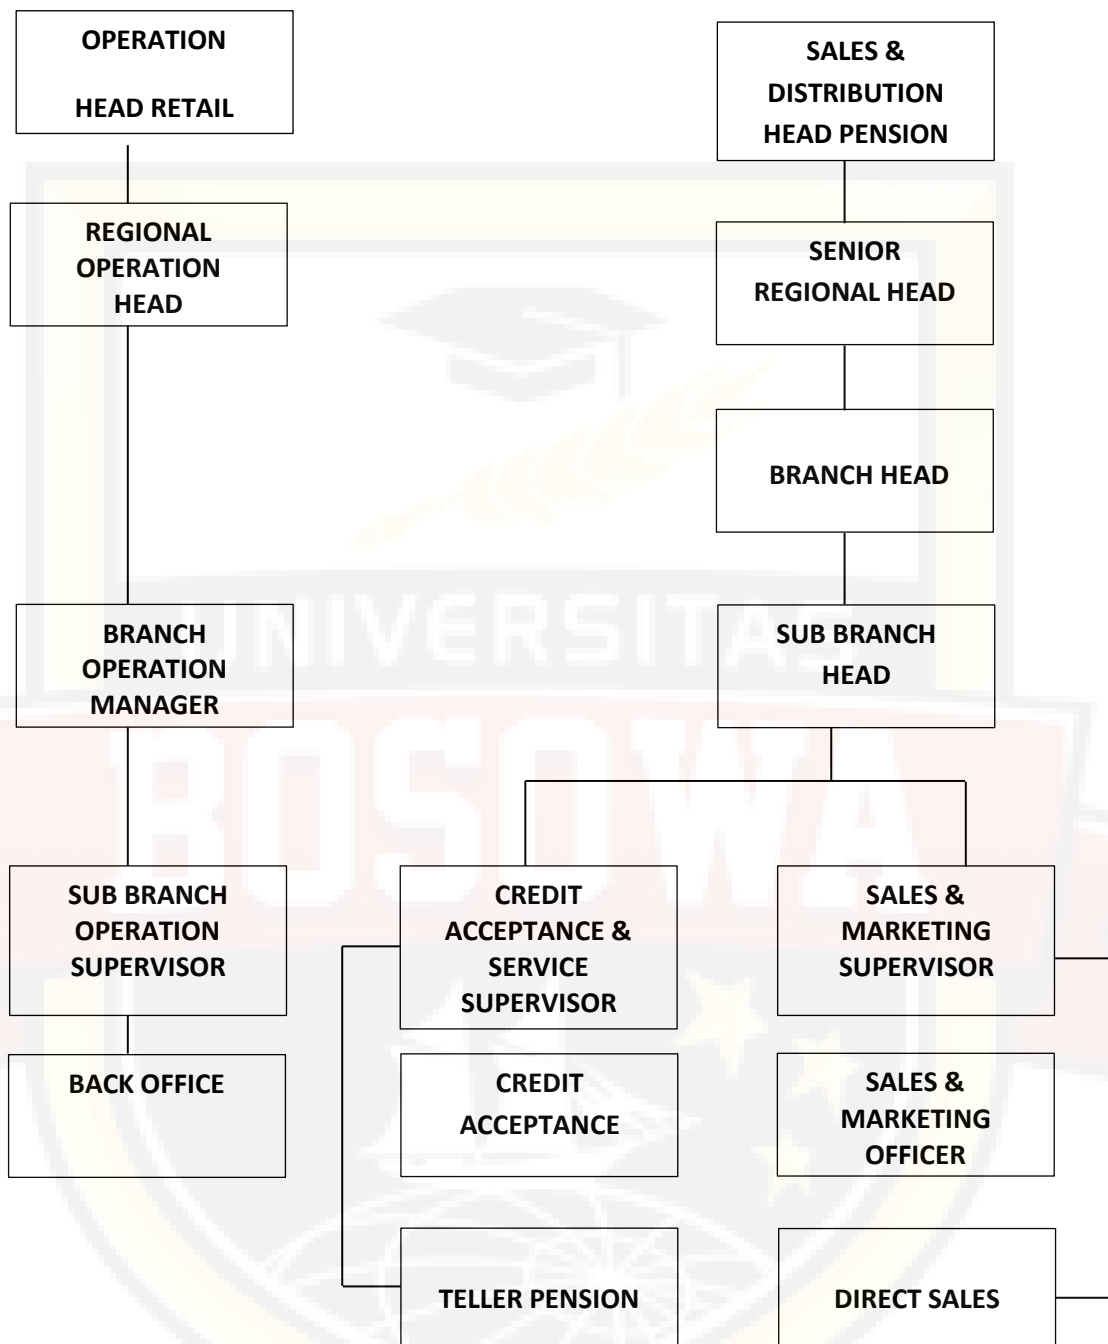 OPERATION
HEAD RETAIL
SALES &
DISTRIBUTION
HEAD PENSION
REGIONAL
OPERATION
HEAD
SENIOR
REGIONAL HEAD
BRANCH HEAD
BRANCH
OPERATION
MANAGER
SUB BRANCH
HEAD
UNIVERSITAS
BOSOWA
SUB BRANCH
OPERATION
SUPERVISOR
CREDIT
ACCEPTANCE &
SERVICE
SUPERVISOR
SALES &
MARKETING
SUPERVISOR
BACK OFFICE
CREDIT
ACCEPTANCE
SALES &
MARKETING
OFFICER
TELLER PENSION
DIRECT SALES